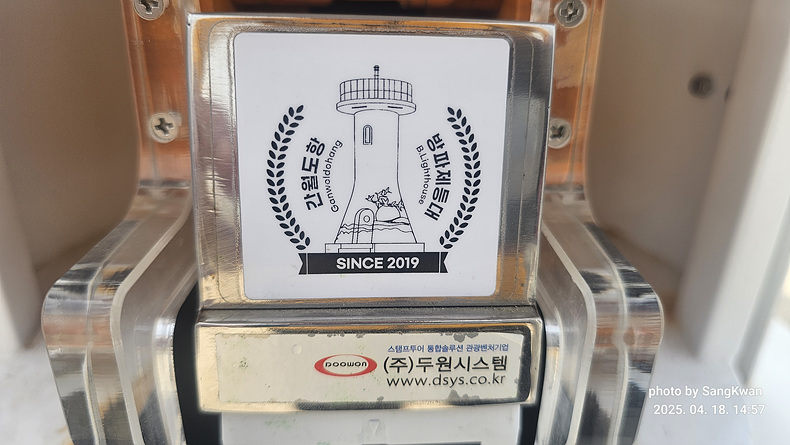 간월도항
Ganwoldohang
방파제등대
B.Lighthouse
SINCE 2019
스탬프투어 통합솔루션 관광벤처기업
DOOWON
(주)두원시스템
www.dsys.co.kr
photo by SangKwan
2025. 04. 18. 14:57